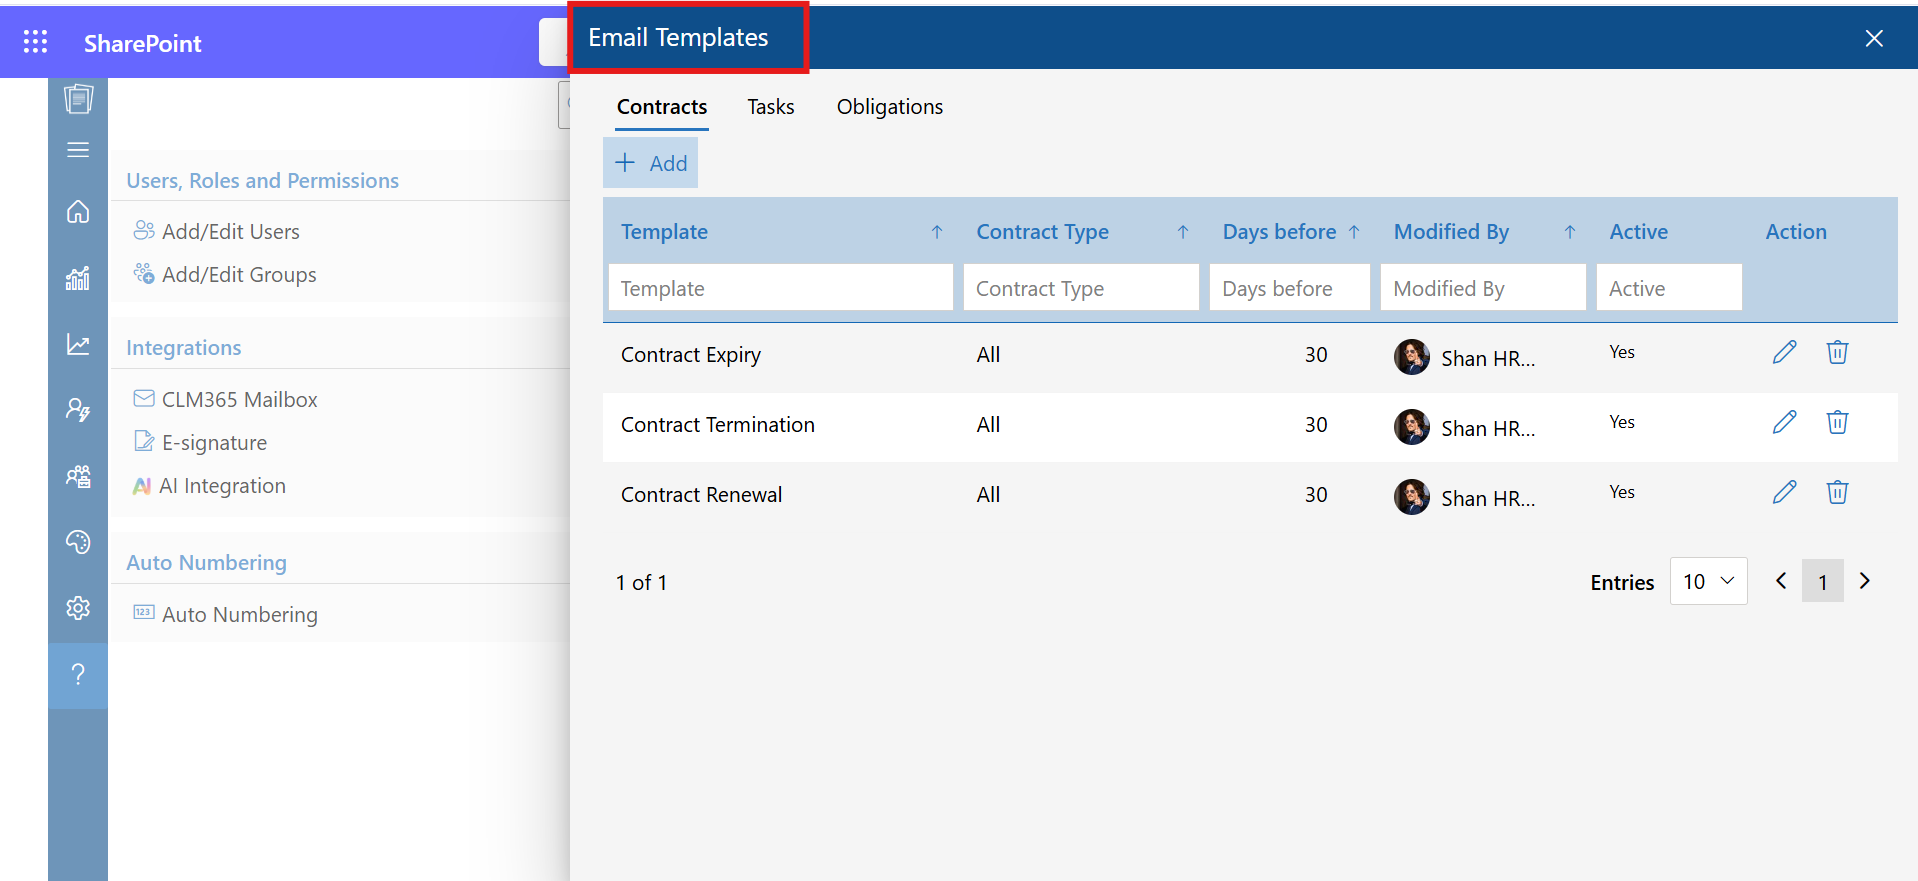 SharePoint
Email Templates
Contracts Tasks Obligations
Add
Users, Roles and Permissions
Add/Edit Users
Add/Edit Groups
Integrations
CLM365 Mailbox
E-signature
AI AI Integration
Auto Numbering
123 Auto Numbering
?
Template Contract Type Days before Modified By Active Action
Template Contract Type Days before Modified By Active
Contract Expiry All 30 Shan HR... Yes
Contract Termination All 30 Shan HR... Yes
Contract Renewal All 30 Shan HR... Yes
1 of 1
Entries 10 1